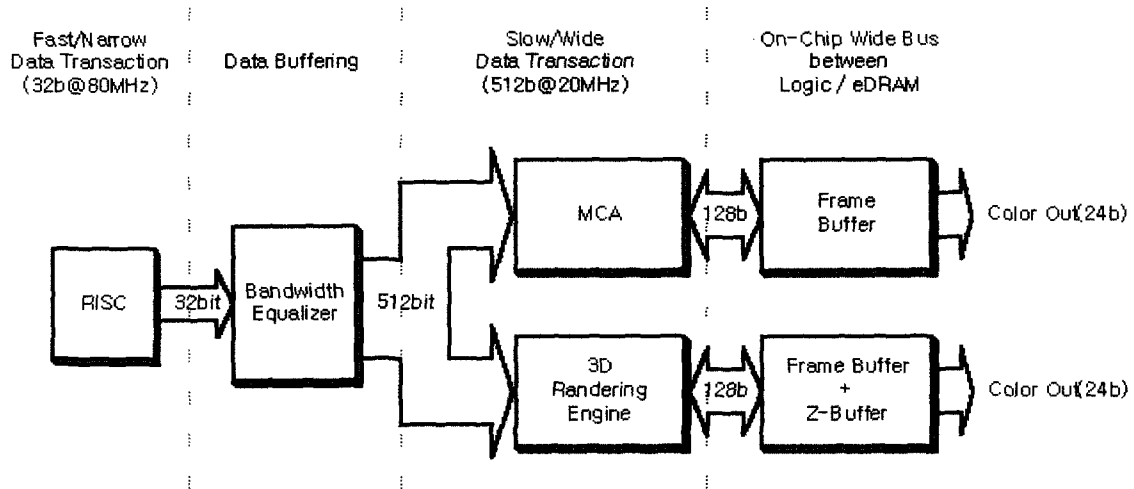 Fast/Narrow
Data Transaction
(32b@80MHz)
Data Buffering
Slow/Wide
Data Transaction
(512b@20MHz)
On-Chip Wide Bus
between
Logic / eDRAM
RISC
32bit
Bandwidth
Equalizer
512bit
MCA
128b
Frame
Buffer
Color Out(24b)
3D
Randering
Engine
128b
Frame Buffer
+
Z-Buffer
Color Out(24b)